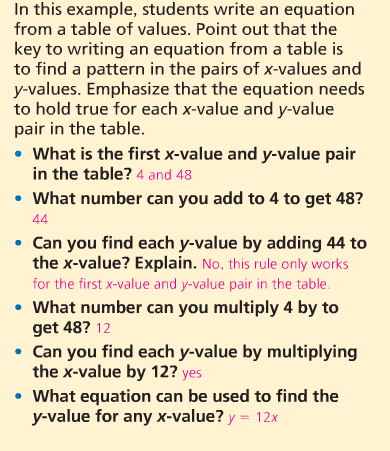 In this example, students write an equation
from a table of values. Point out that the
key to writing an equation from a table is
to find a pattern in the pairs of x-values and
y-values. Emphasize that the equation needs
to hold true for each x-value and y-value
pair in the table.
• What is the first x-value and y-value pair
in the table? 4 and 48
• What number can you add to 4 to get 48?
44
• Can you find each y-value by adding 44 to
the x-value? Explain. No, this rule only works
for the first x-value and y-value pair in the table.
• What number can you multiply 4 by to
get 48? 12
• Can you find each y-value by multiplying
the x-value by 12? yes
• What equation can be used to find the
y-value for any x-value? y = 12x